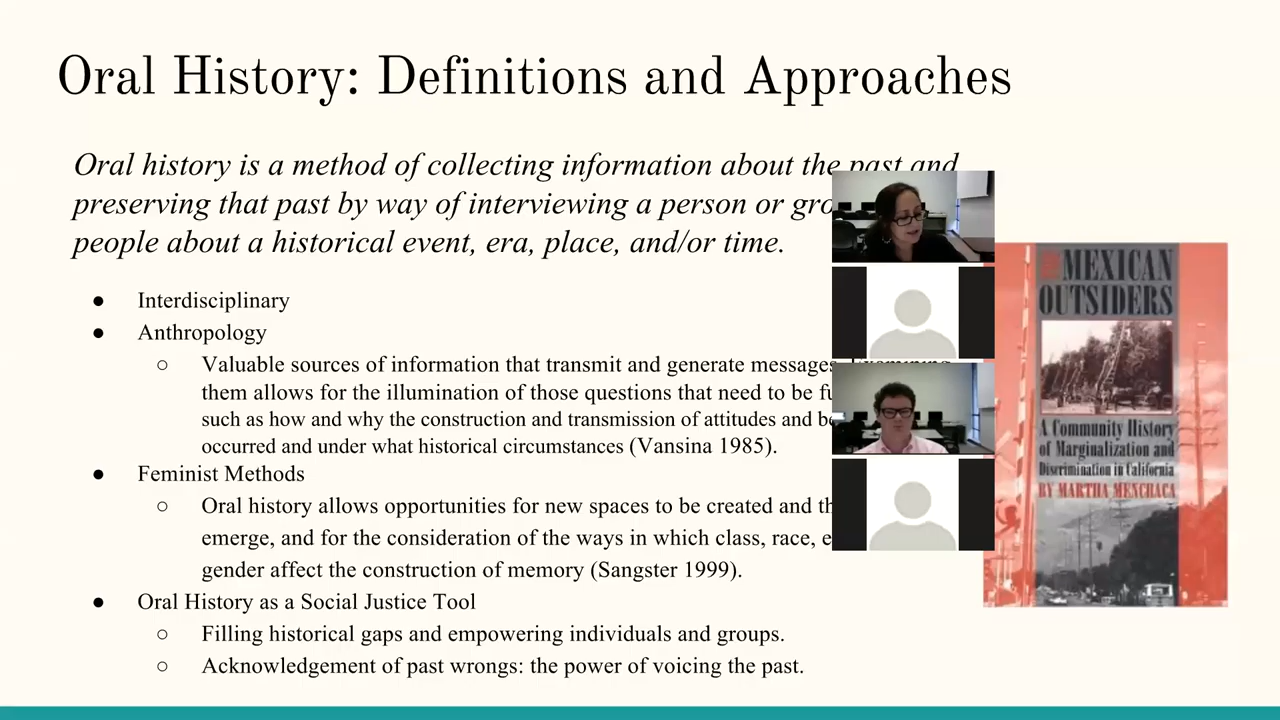 Oral History: Definitions and Approaches
Oral history is a method of collecting information about the past and
preserving that past by way of interviewing a person or
people about a historical event, era, place, and/or time.
● Interdisciplinary
● Anthropology
○ Valuable sources of information that transmit and generate messages. Examining
them allows for the illumination of those questions that need to be
such as how and why the construction and transmission of attitudes and
occurred and under what historical circumstances (Vansina 1985).
● Feminist Methods
○ Oral history allows opportunities for new spaces to be created and
emerge, and for the consideration of the ways in which class, race,
gender affect the construction of memory (Sangster 1999).
● Oral History as a Social Justice Tool
○ Filling historical gaps and empowering individuals and groups.
○ Acknowledgement of past wrongs: the power of voicing the past.
MEXICAN
OUTSIDERS
A Community History
of Marginalization and
Discrimination in California
BY MARTHA MENCHACA